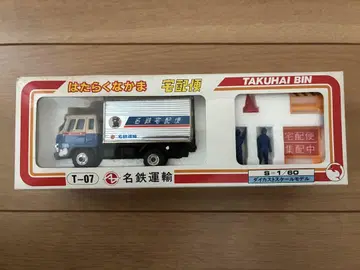 はたらくなかま 宅配便
TAKUHAI BIN
名鉄宅配便
名鉄運輸
宅配便
集配中
T-07 名鉄運輸
S-1/60
ダイカストスケールモデル